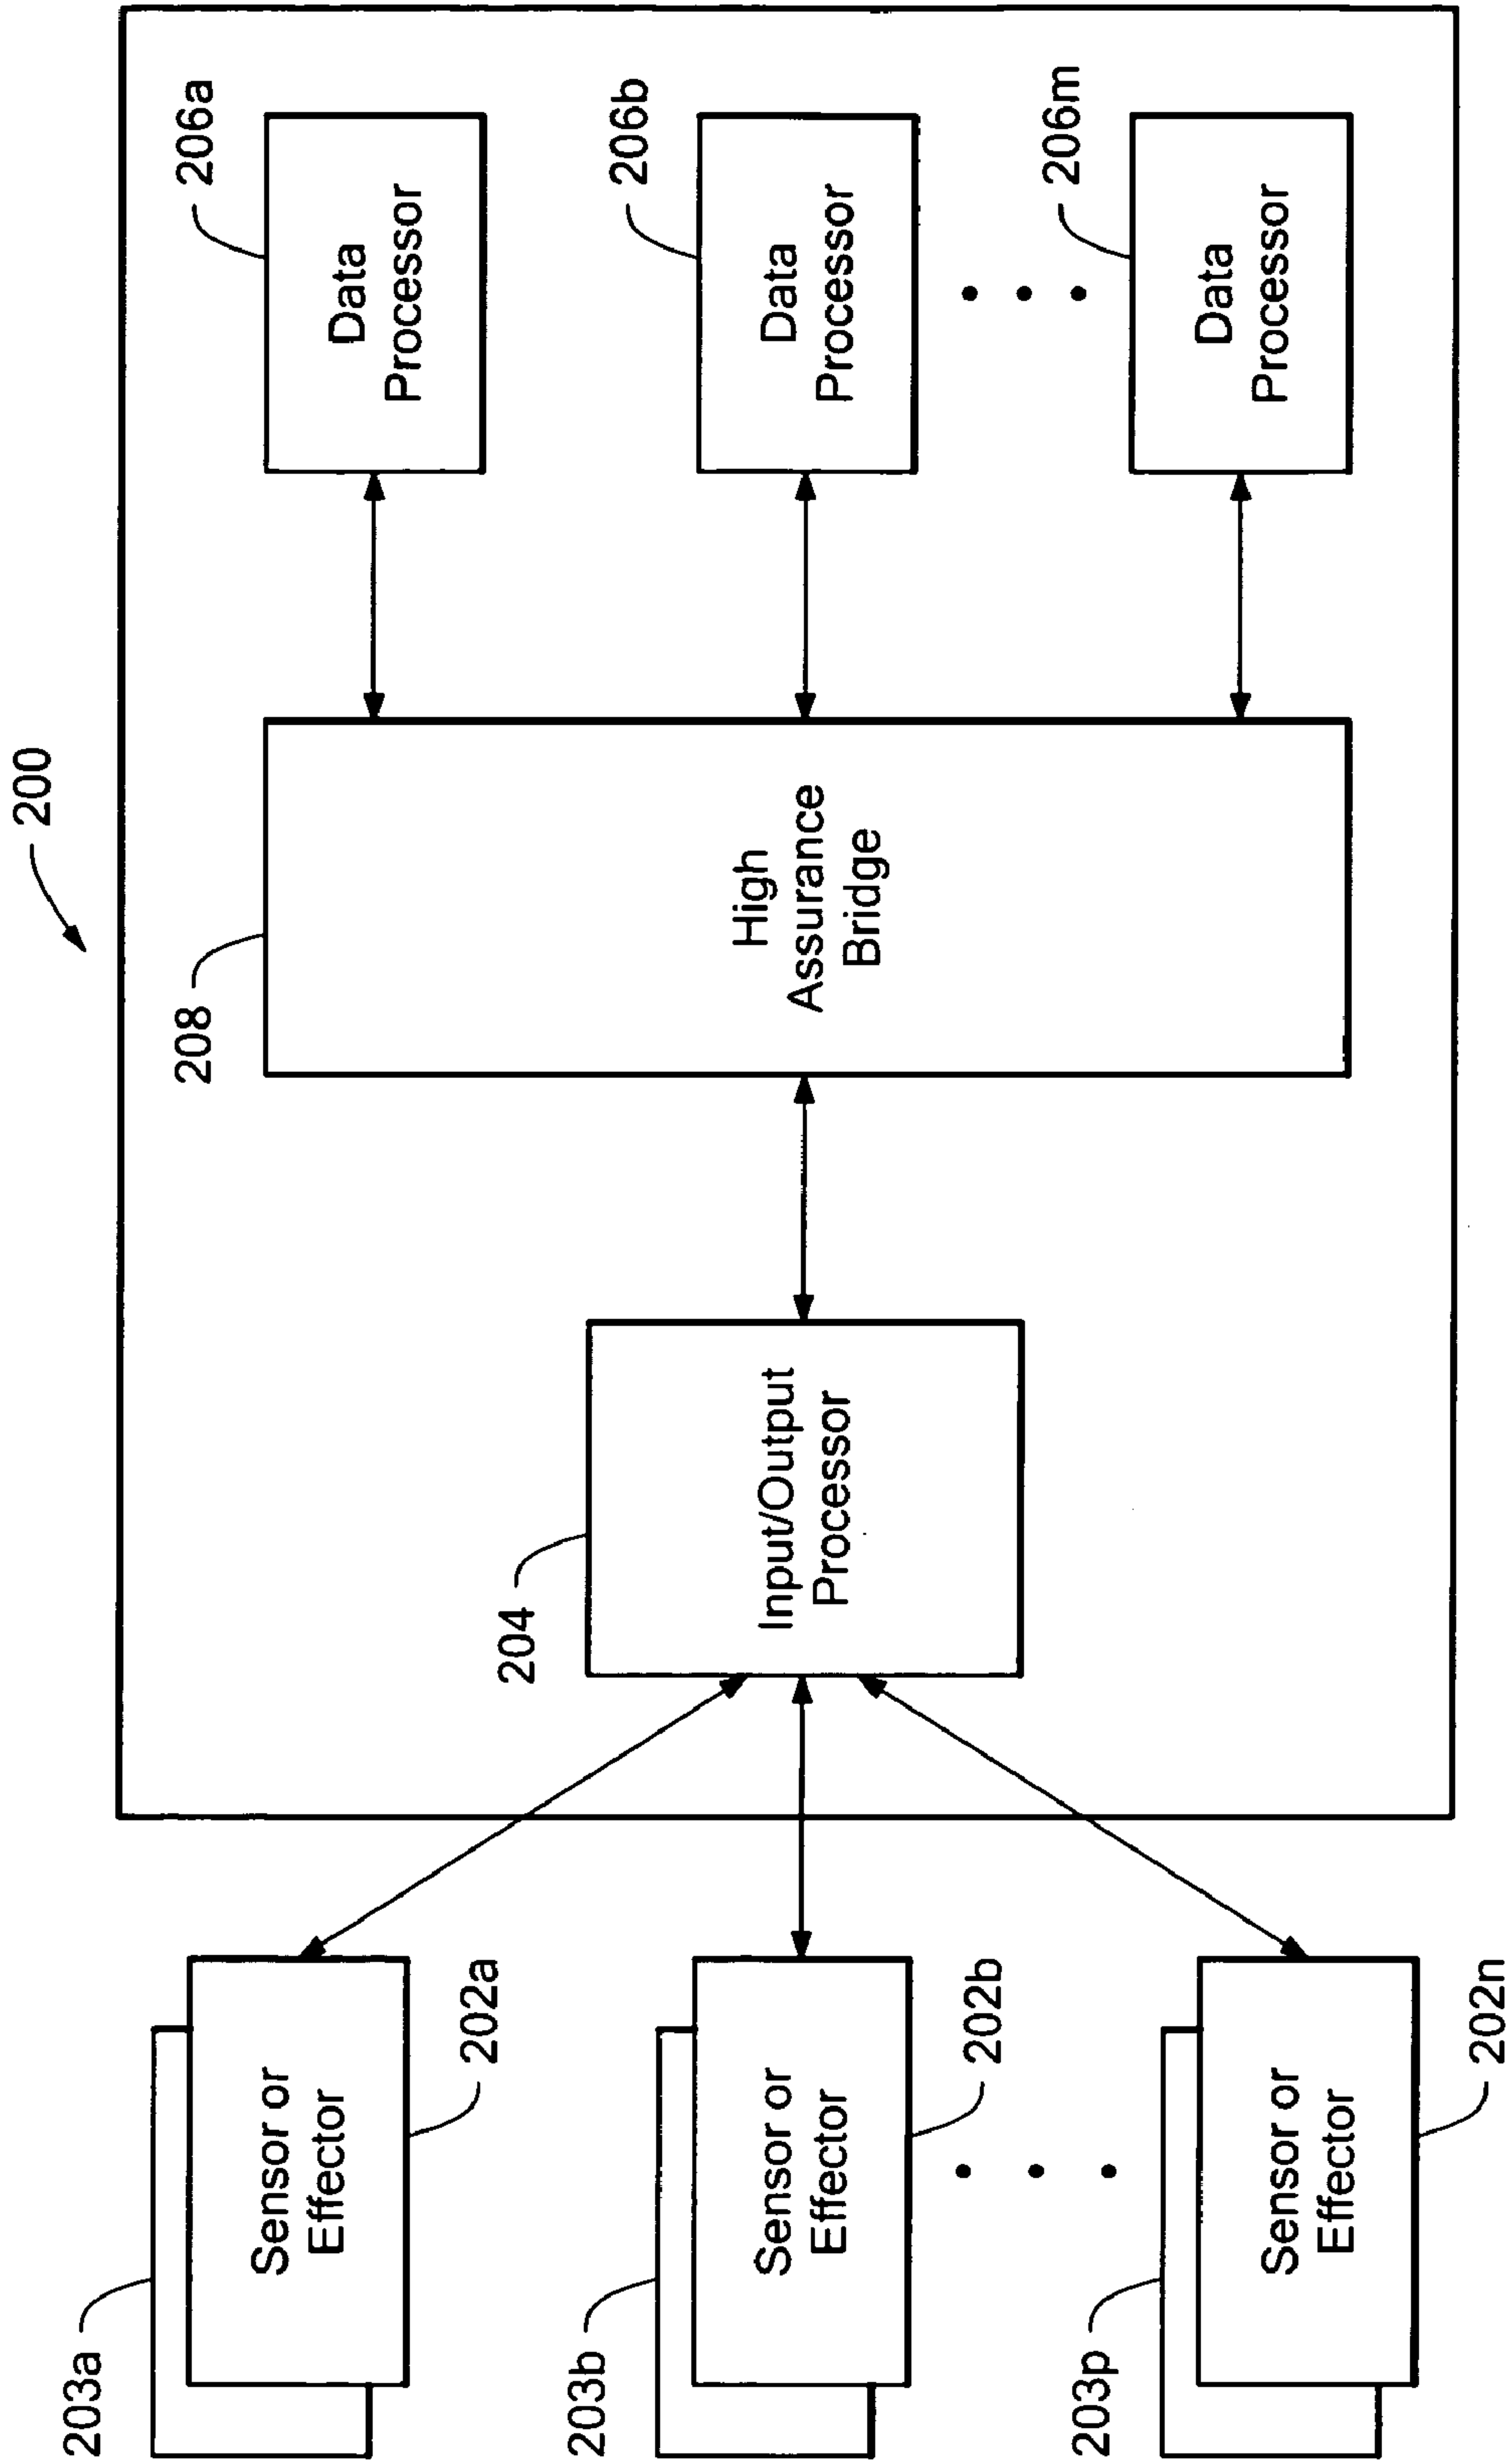 200
203a
Sensor or
Effector
202a
203b
Sensor or
Effector
202b
203p
Sensor or
Effector
202n
204
Input/Output
Processor
208
High
Assurance
Bridge
206a
Data
Processor
206b
Data
Processor
206m
Data
Processor